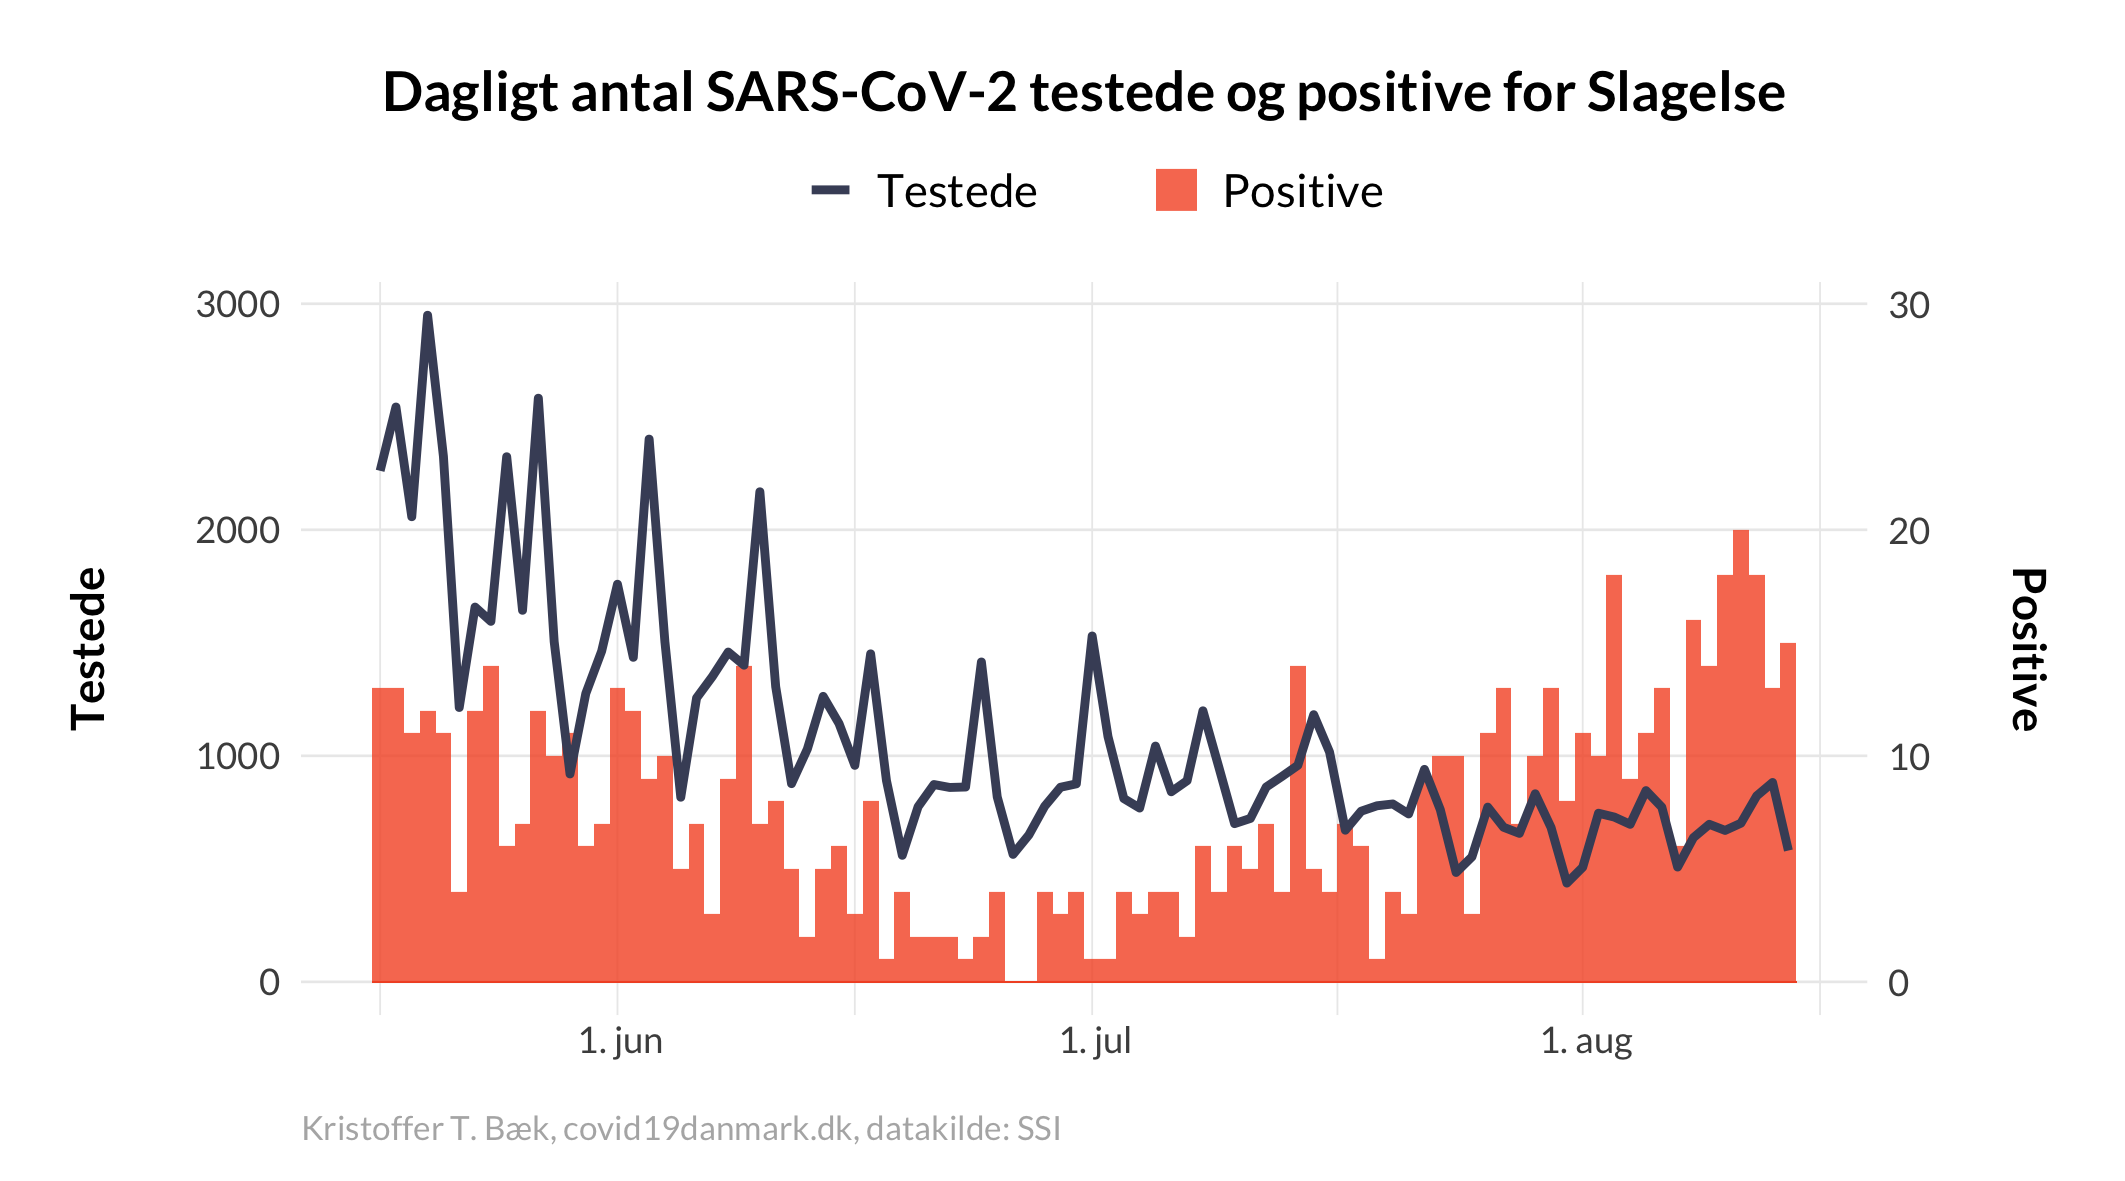 Dagligt antal SARS-CoV-2 testede og positive for Slagelse
Testede Positive
3000 30
2000 20
1000 10
0 0
Testede
Positive
1. jun 1. jul 1. aug
Kristoffer T. Bæk, covid19danmark.dk, datakilde: SSI